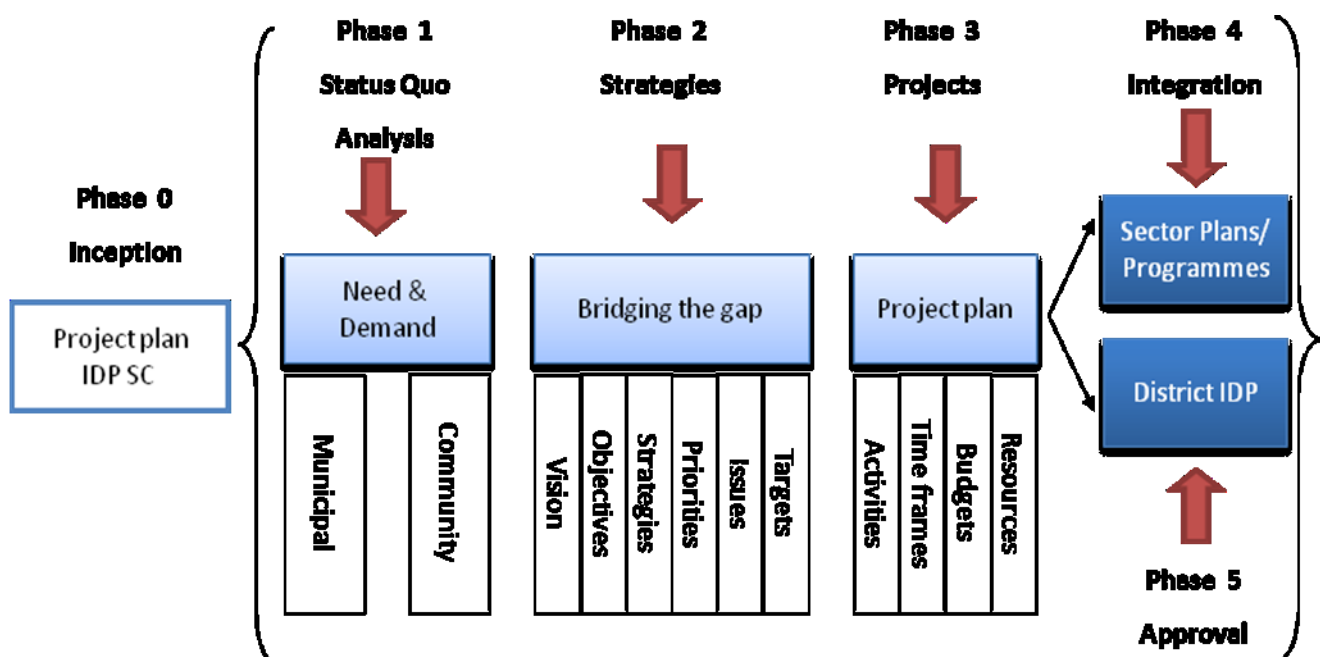 Phase 0
Inception
Project plan
IDP SC
Phase 1
Status Quo
Analysis
Need &
Demand
Municipal
Community
Phase 2
Strategies
Bridging the gap
Vision
Objectives
Strategies
Priorities
Issues
Targets
Phase 3
Projects
Project plan
Activities
Time frames
Budgets
Resources
Phase 4
Integration
Sector Plans/
Programmes
District IDP
Phase 5
Approval